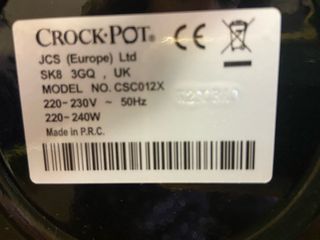 CROCK·POT®
JCS (Europe) Ltd
SK8 3GQ , UK
MODEL NO. CSC012X
220-230V ~ 50Hz
220-240W
Made in P.R.C.